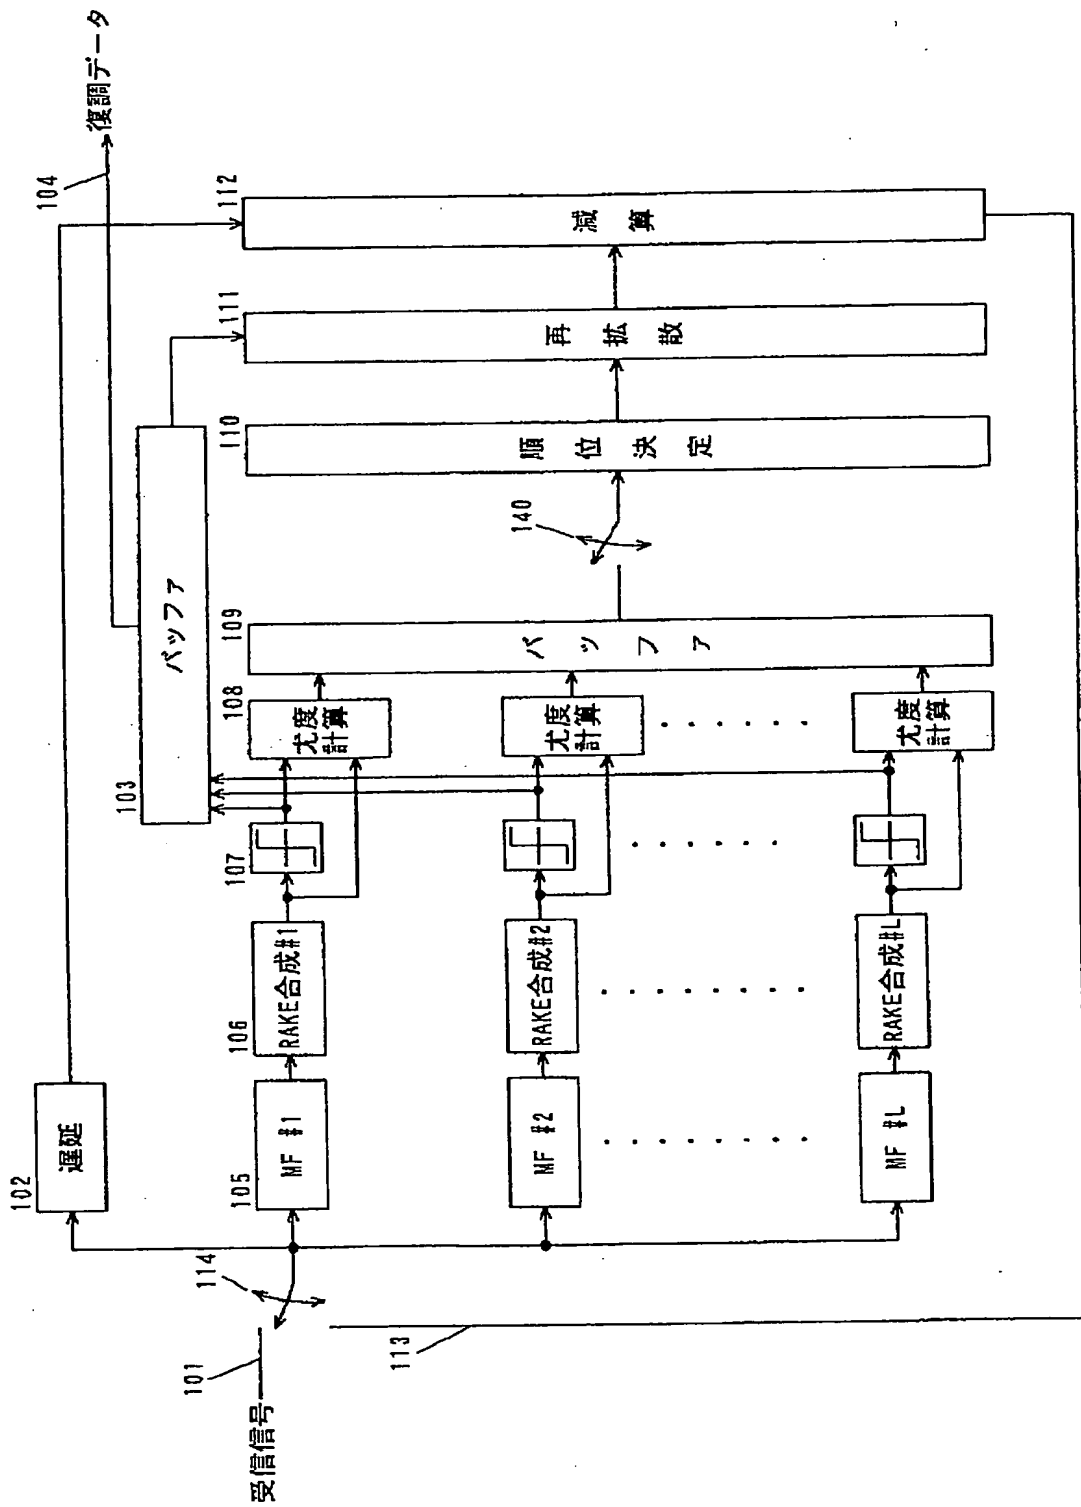 受信信号
101
114
113
102
遅延
105
MF #1
106
RAKE合成#1
107
108
尤度
計算
MF #2
RAKE合成#2
尤度
計算
MF #L
RAKE合成#L
尤度
計算
103
バッファ
109
バッファ
140
110
順位決定
111
再拡散
112
減算
104
復調データ